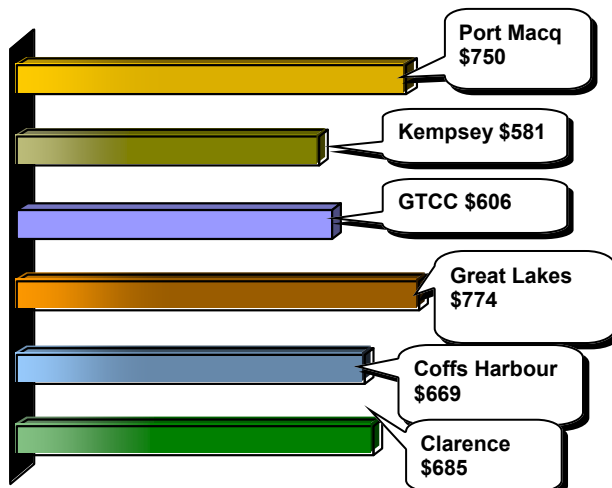 Port Macq
$750
Kempsey $581
GTCC $606
Great Lakes
$774
Coffs Harbour
$669
Clarence
$685